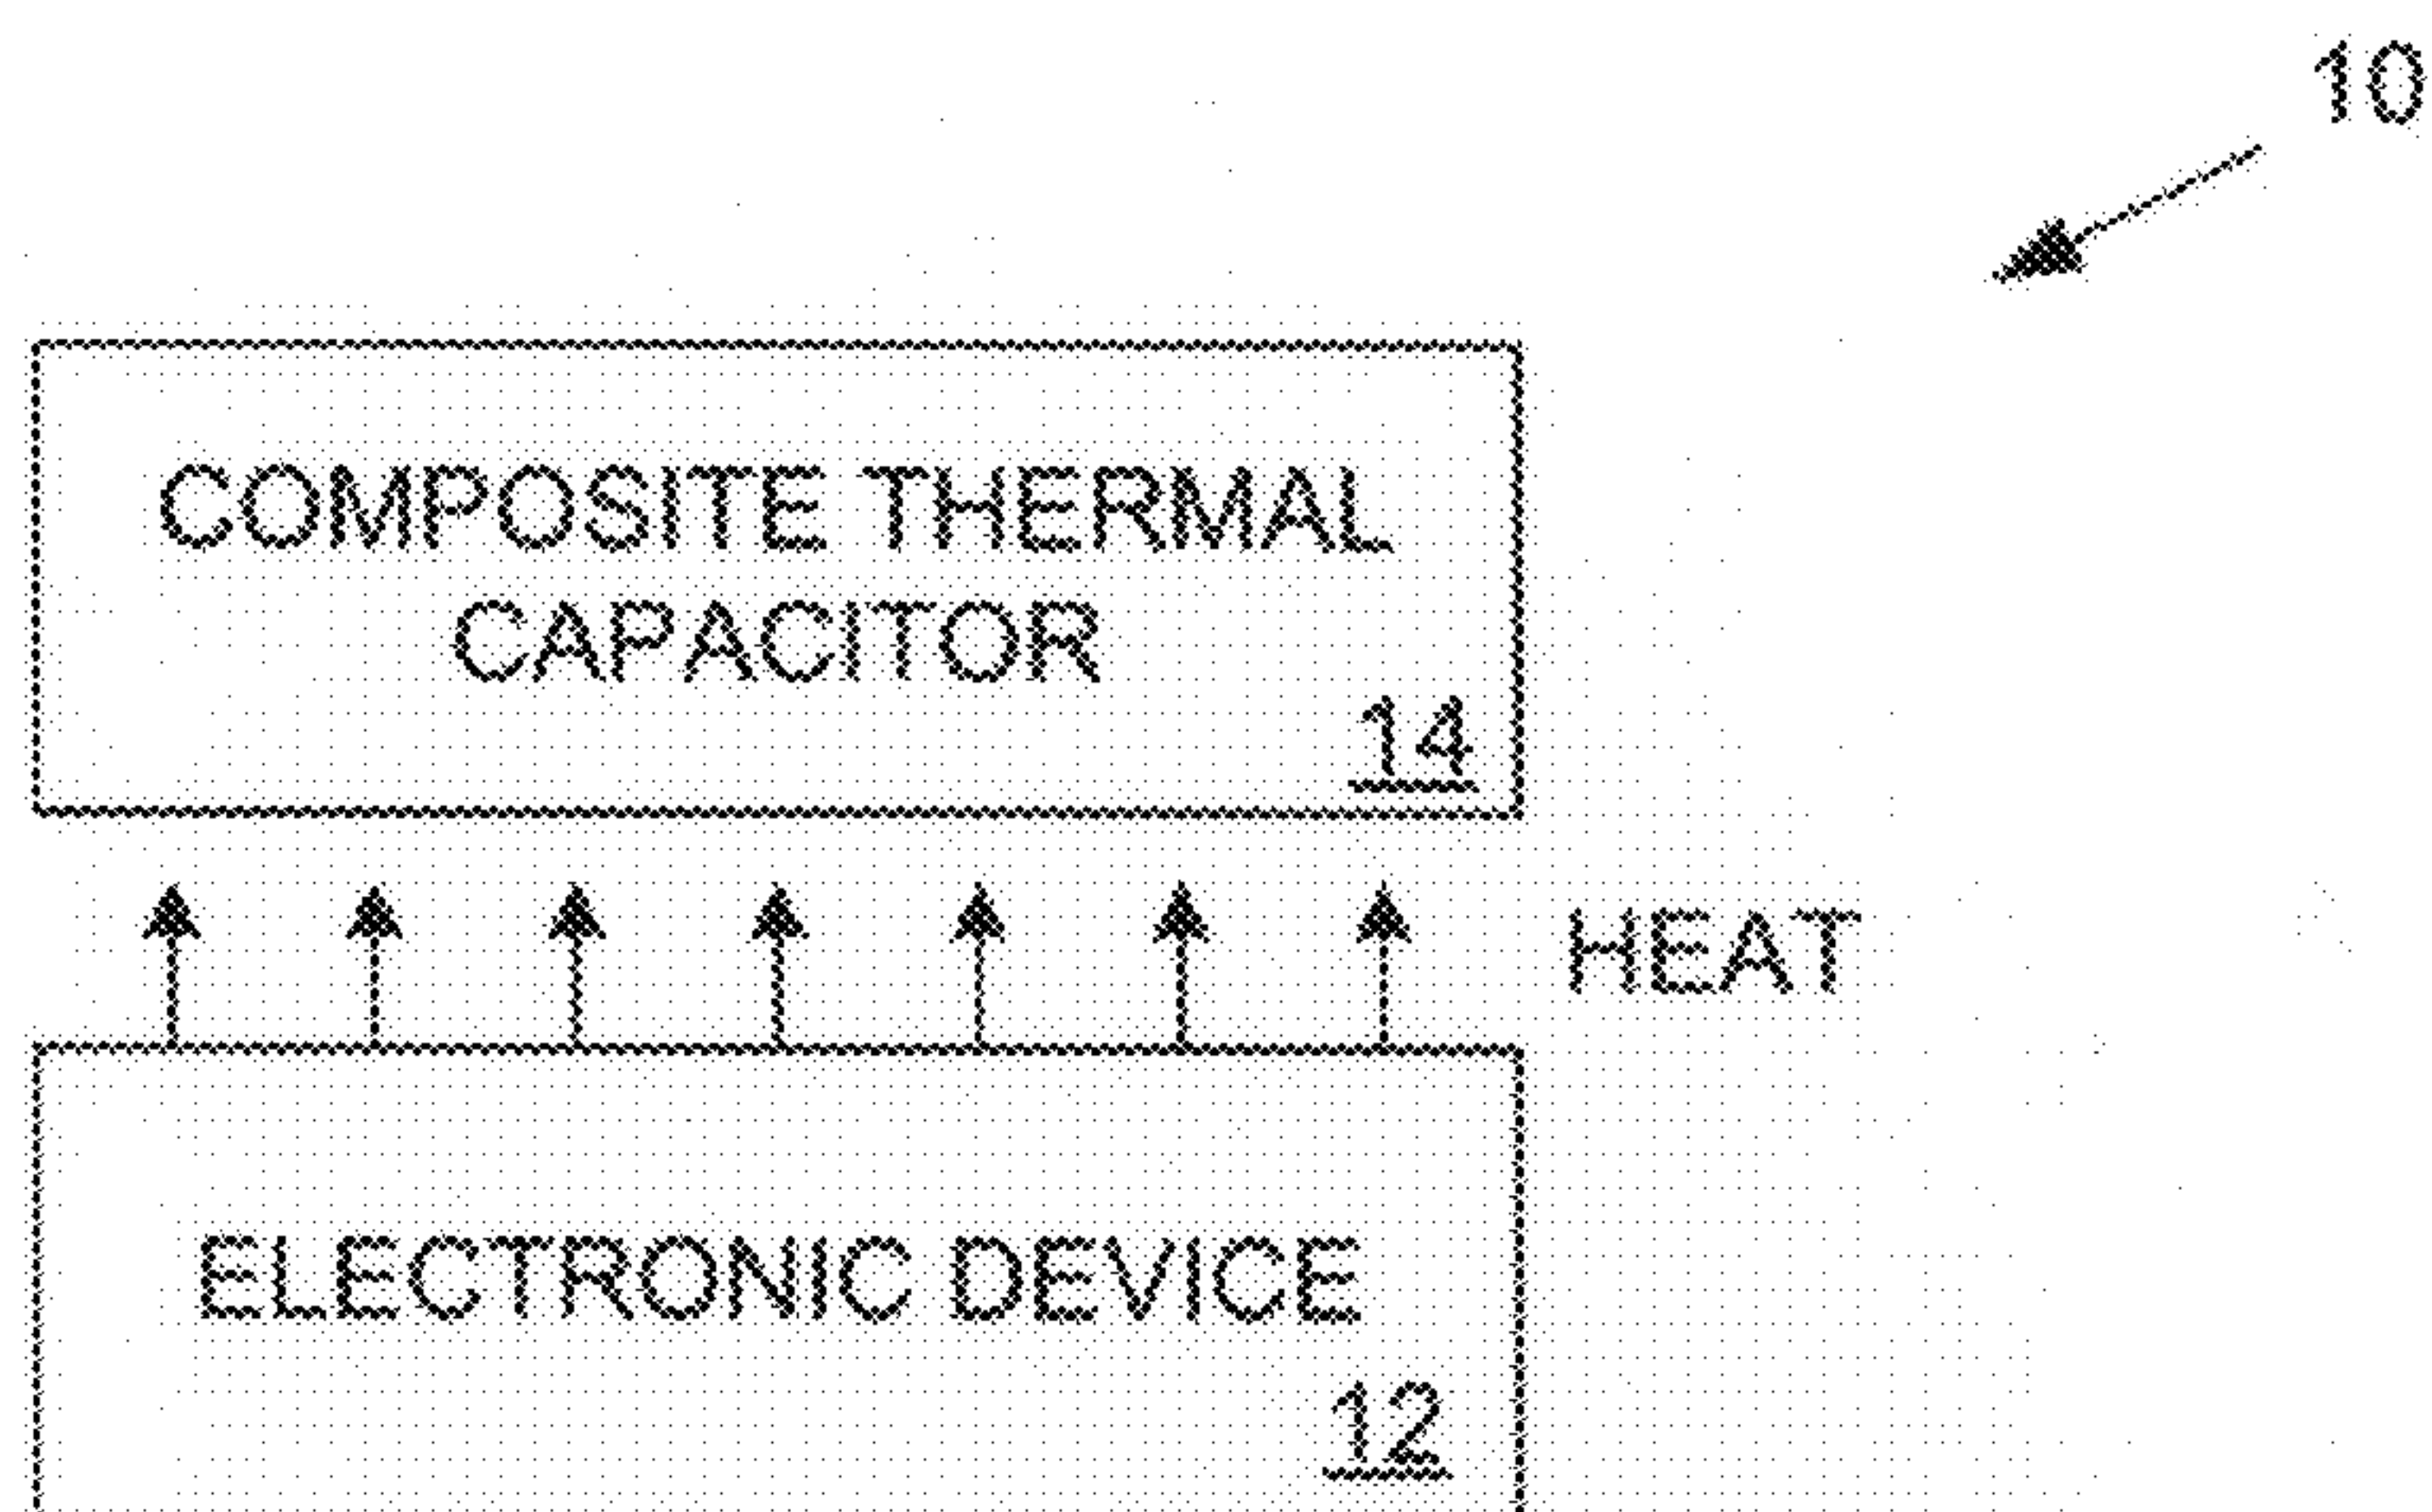 10
COMPOSITE THERMAL
CAPACITOR
14
HEAT
ELECTRONIC DEVICE
12